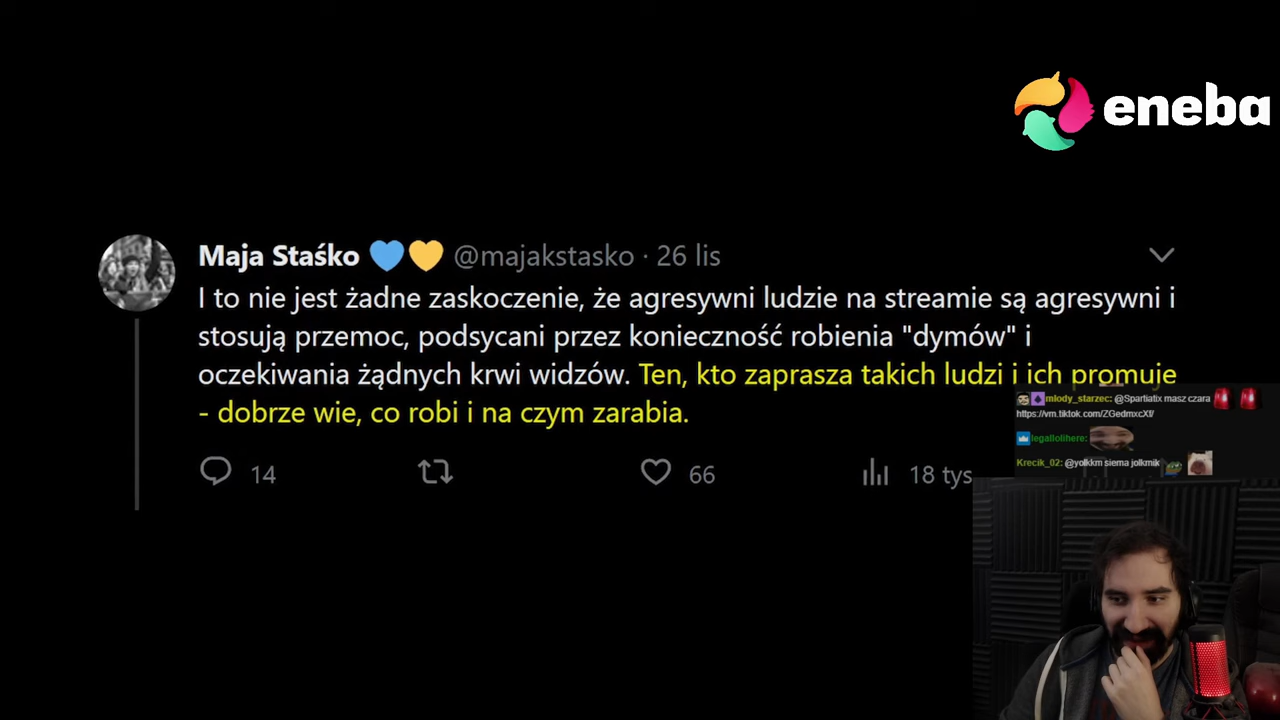 eneba
Maja Staśko 💙💛 @majakstasko · 26 lis
I to nie jest żadne zaskoczenie, że agresywni ludzie na streamie są agresywni i
stosują przemoc, podsycani przez konieczność robienia "dymów" i
oczekiwania żądnych krwi widzów. Ten, kto zaprasza takich ludzi i ich promuje
- dobrze wie, co robi i na czym zarabia.
14 66 18 tys
mlody_starzec: @Spartiatix masz czara
https://vm.tiktok.com/ZGedmxcXf/
legallolihere:
Krecik_02: @yolkkm siema jolkmik